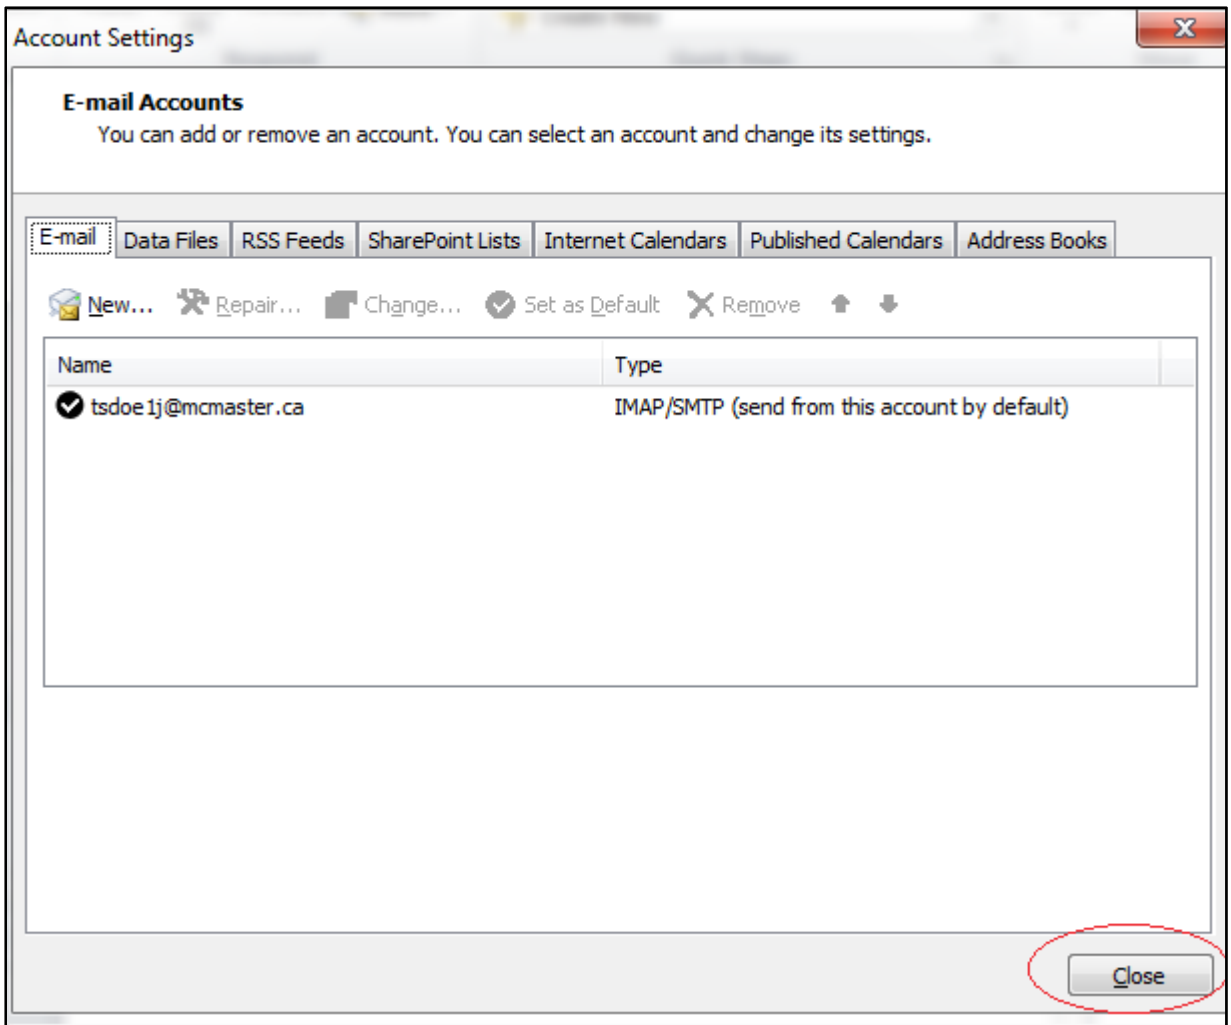 Create New
Account Settings
E-mail Accounts
You can add or remove an account. You can select an account and change its settings.
E-mail Data Files RSS Feeds SharePoint Lists Internet Calendars Published Calendars Address Books
New... Repair... Change... Set as Default Remove
Name Type
tsdoe1j@mcmaster.ca IMAP/SMTP (send from this account by default)
Close